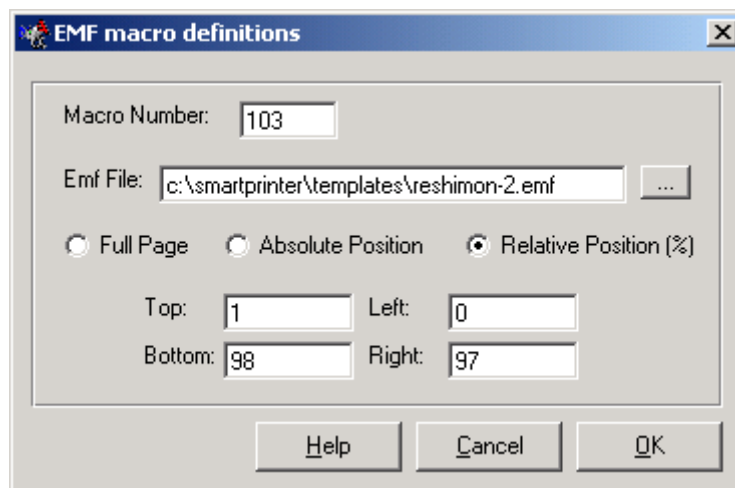 EMF macro definitions
Macro Number: 103
Emf File: c:\smartprinter\templates\reshimon-2.emf ...
Full Page Absolute Position Relative Position (%)
Top: 1 Left: 0
Bottom: 98 Right: 97
Help Cancel OK